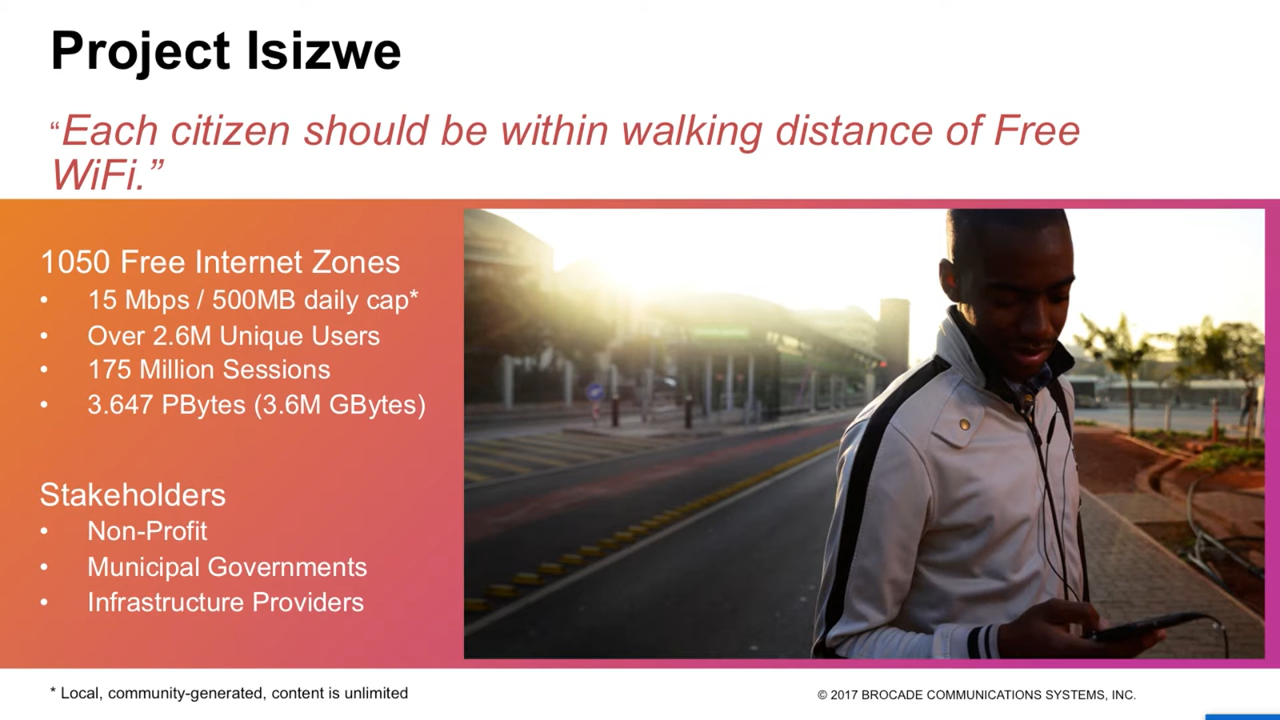 Project Isizwe
“Each citizen should be within walking distance of Free
WiFi.”
1050 Free Internet Zones
• 15 Mbps / 500MB daily cap*
• Over 2.6M Unique Users
• 175 Million Sessions
• 3.647 PBytes (3.6M GBytes)
Stakeholders
• Non-Profit
• Municipal Governments
• Infrastructure Providers
* Local, community-generated, content is unlimited
© 2017 BROCADE COMMUNICATIONS SYSTEMS, INC.